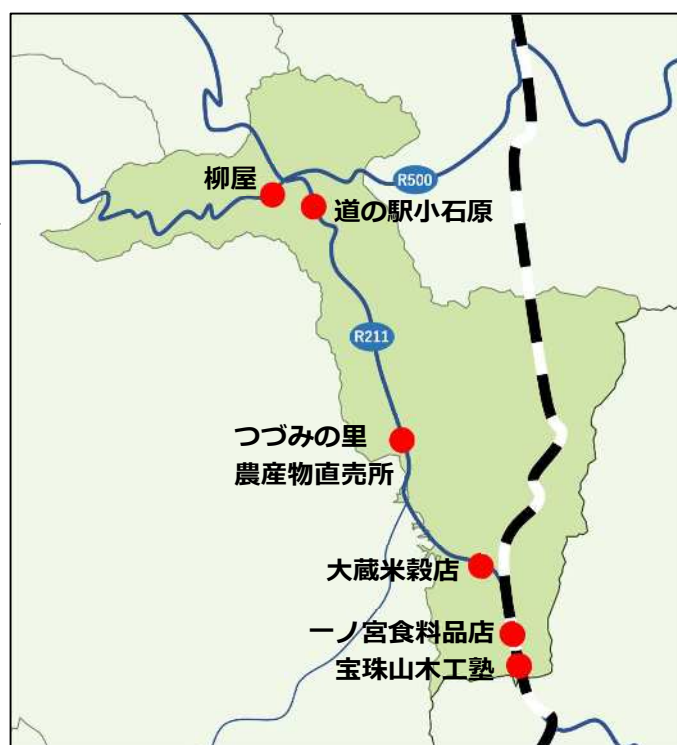 R500
柳屋
道の駅小石原
R211
つづみの里
農産物直売所
大蔵米穀店
一ノ宮食料品店
宝珠山木工塾